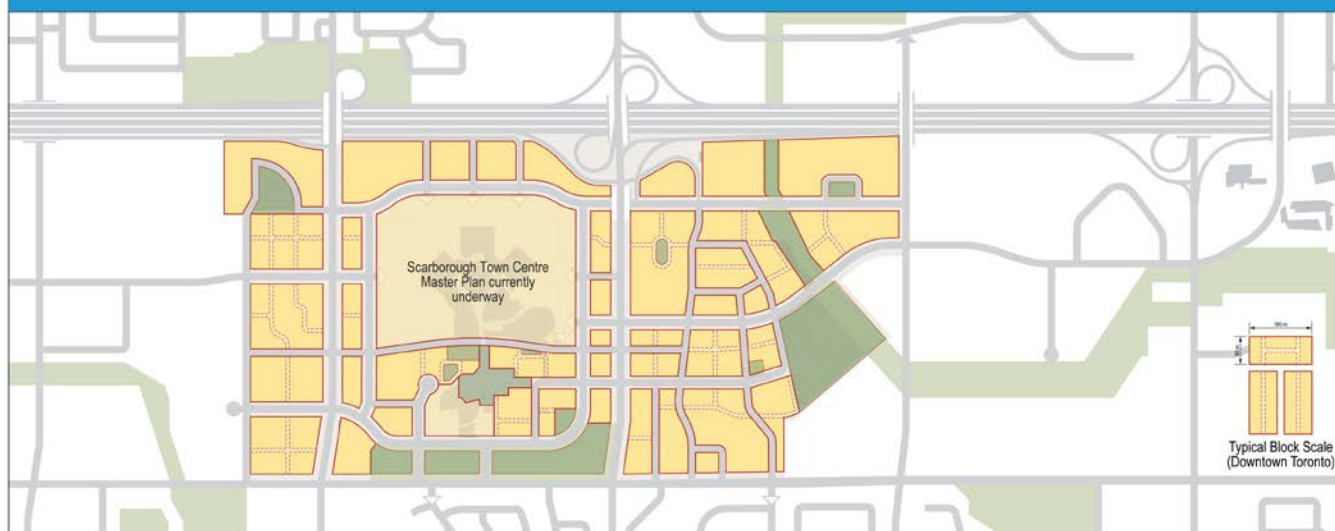 Scarborough Town Centre
Master Plan currently
underway
Typical Block Scale
(Downtown Toronto)